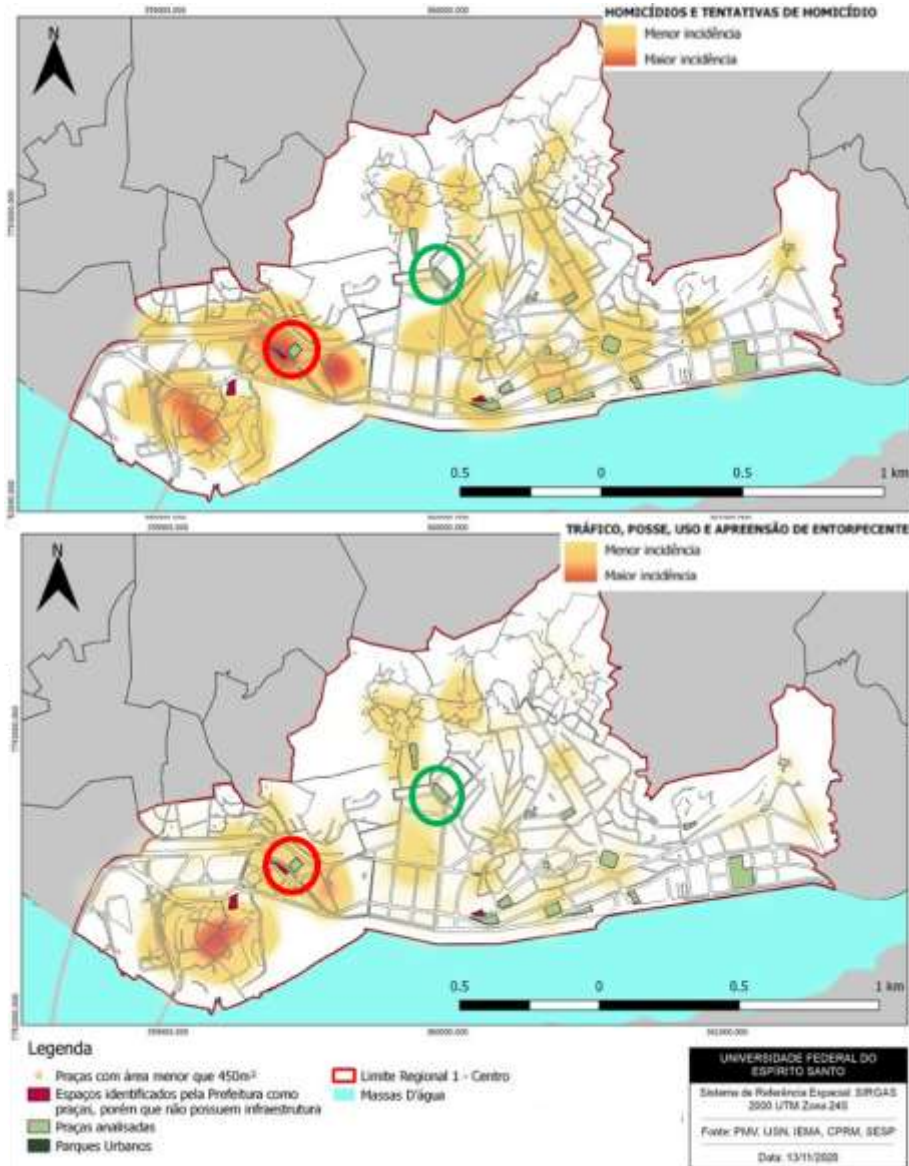 HOMICÍDIOS E TENTATIVAS DE HOMICÍDIO
Menor incidência
Maior incidência
N
0.5 0 0.5 1 km
TRÁFICO, POSSE, USO E APREENSÃO DE ENTORPECENTE
Menor incidência
Maior incidência
N
0.5 0 0.5 1 km
Legenda
Praças com área menor que 450m²
Espaços identificados pela Prefeitura como
praças, porém que não possuem infraestrutura
Praças analisadas
Parques Urbanos
Limite Regional 1 - Centro
Massas D'água
UNIVERSIDADE FEDERAL DO
ESPÍRITO SANTO
Sistema de Referência Espacial: SIRGAS
2000 UTM Zona 24S
Fonte: PMV, IJSN, IEMA, CPRM, SESP
Data: 13/11/2020